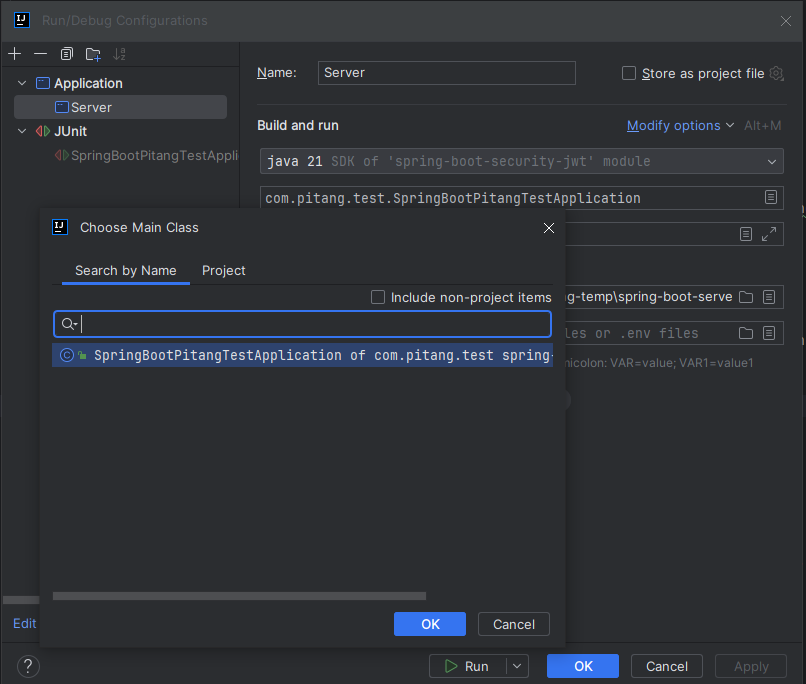 Run/Debug Configurations
Application
Server
JUnit
SpringBootPitangTestAppli
Name:
Server
Store as project file
Build and run
Modify options
Alt+M
java 21 SDK of 'spring-boot-security-jwt' module
com.pitang.test.SpringBootPitangTestApplication
ng-temp\spring-boot-serve
les or .env files
nicolon: VAR=value; VAR1=value1
Choose Main Class
Search by Name
Project
Include non-project items
SpringBootPitangTestApplication of com.pitang.test spring-
OK
Cancel
Edit
?
Run
OK
Cancel
Apply